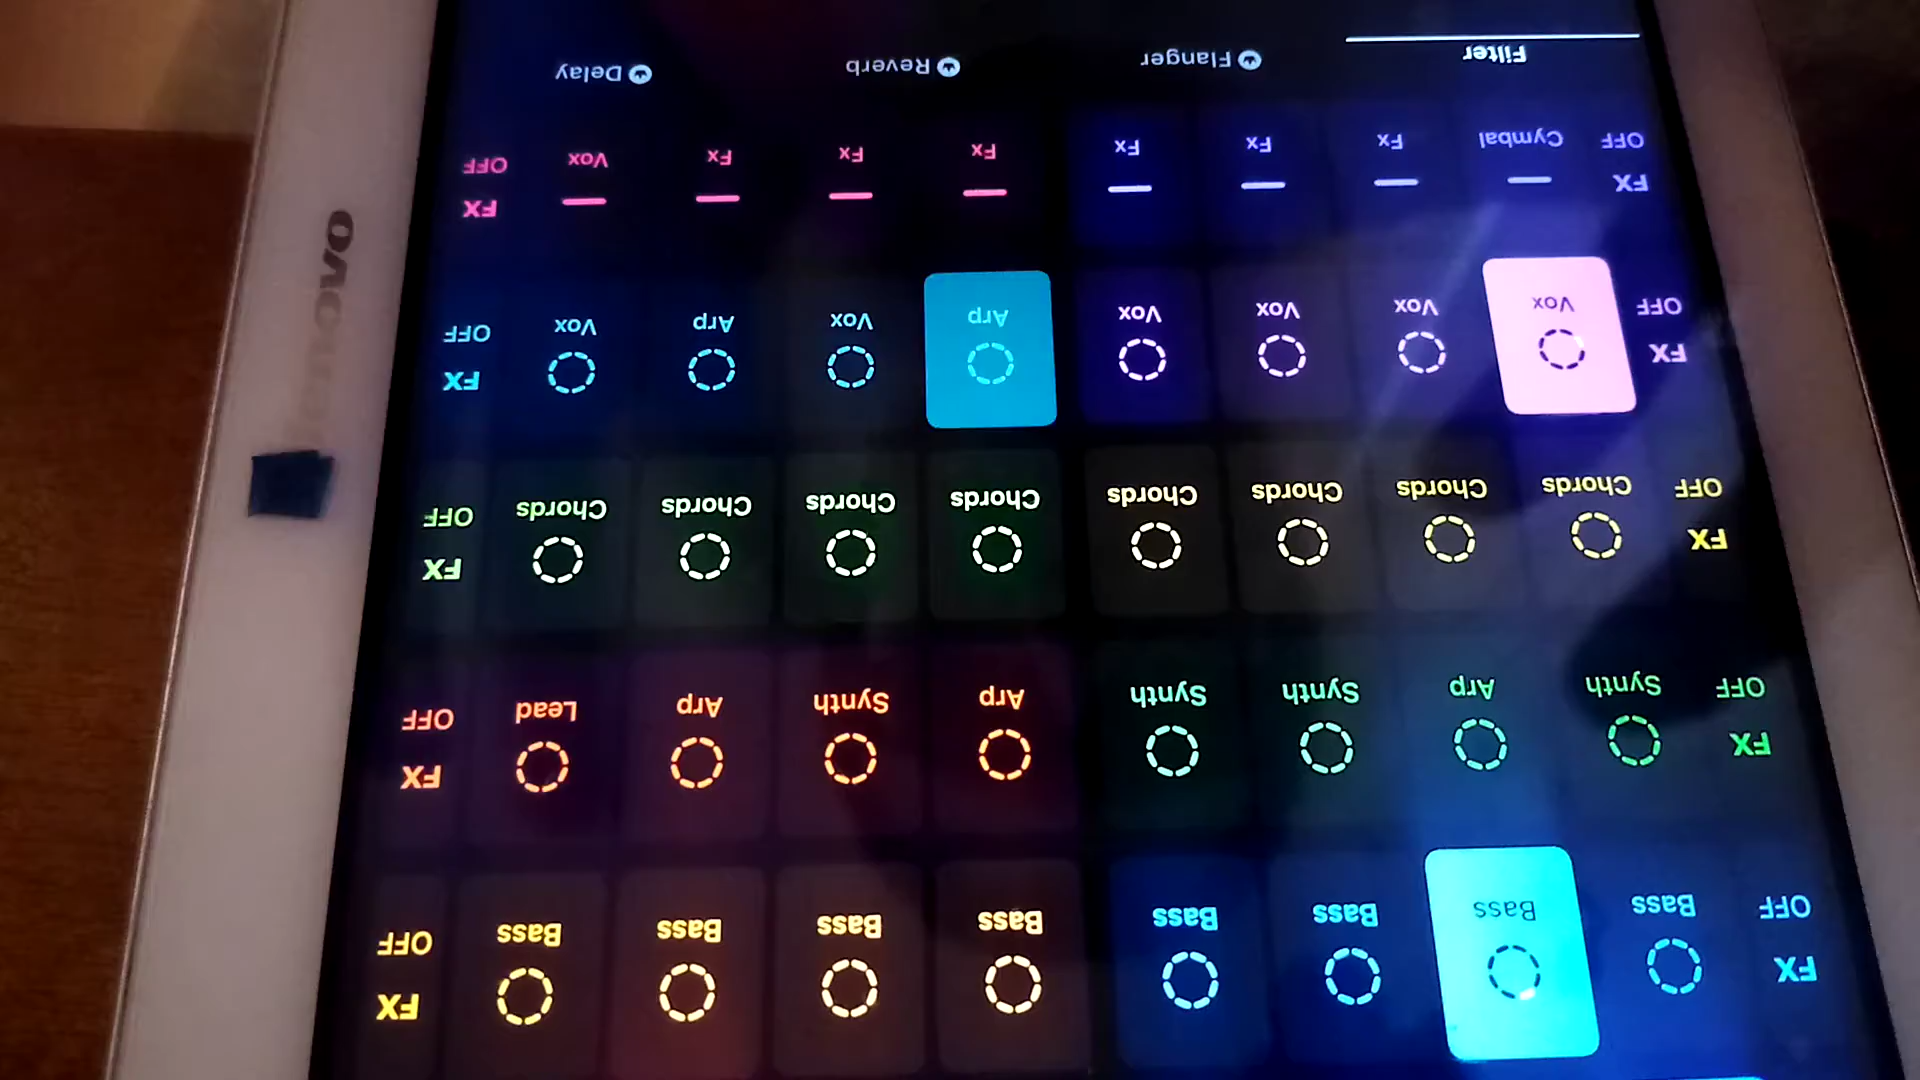 FX FX
OFF Bass Bass Bass Bass Bass Bass Bass Bass OFF
FX FX
OFF Synth Arp Synth Synth Arp Synth Arp Lead OFF
FX FX
OFF Chords Chords Chords Chords Chords Chords Chords Chords OFF
FX FX
OFF Vox Vox Vox Vox Arp Vox Arp Vox OFF
FX FX
OFF Cymbal Fx Fx Fx Fx Fx Fx Vox OFF
Filter Flanger Reverb Delay
lenovo